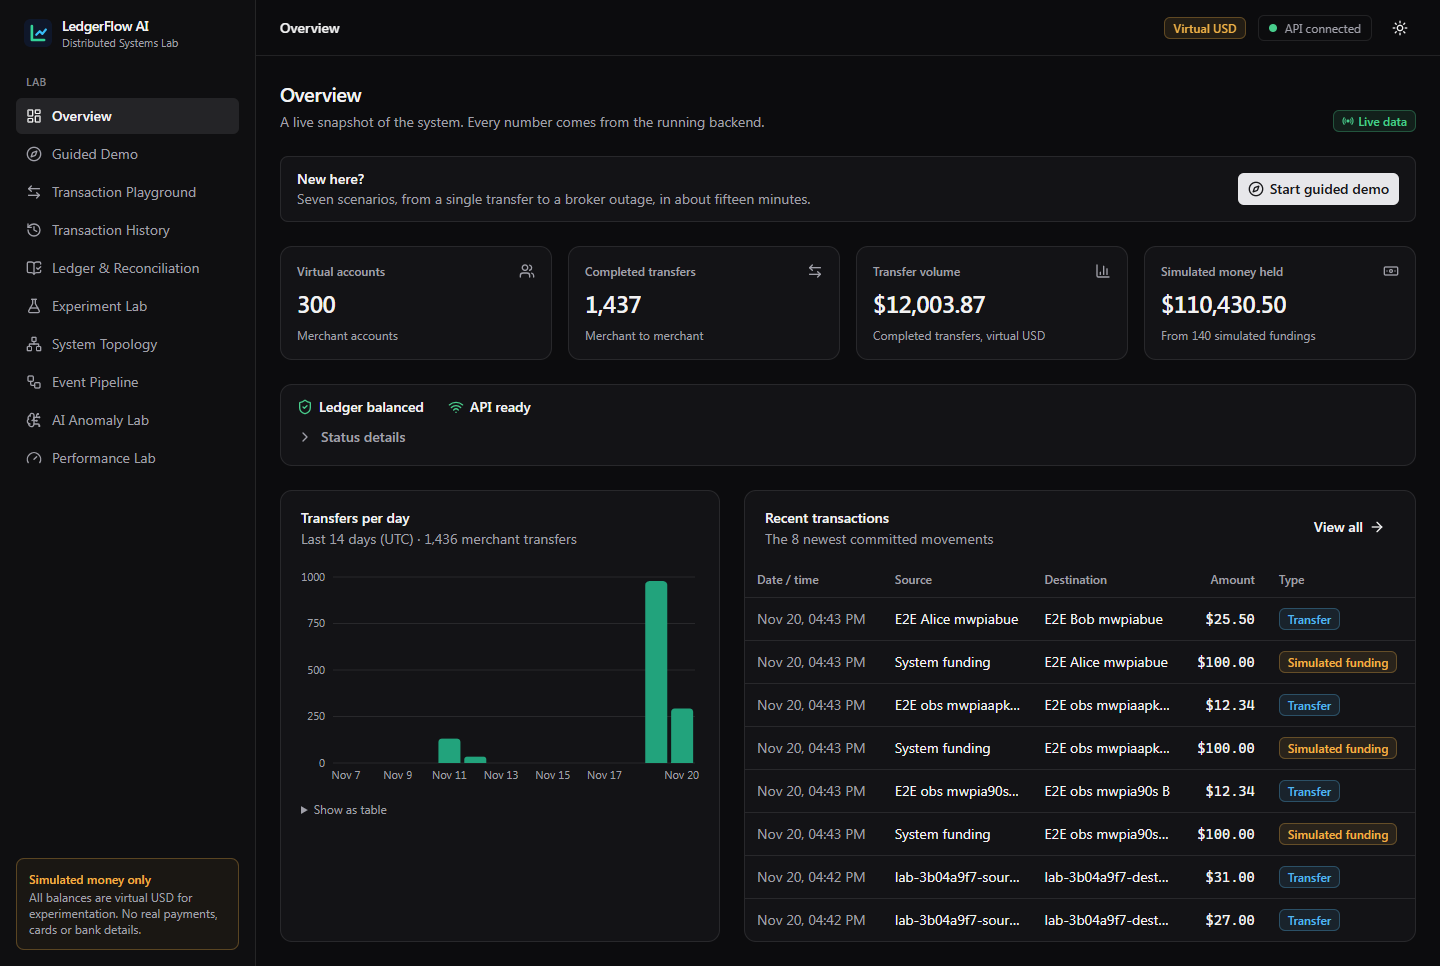 LedgerFlow AI
Distributed Systems Lab
LAB
Overview
Guided Demo
Transaction Playground
Transaction History
Ledger & Reconciliation
Experiment Lab
System Topology
Event Pipeline
AI Anomaly Lab
Performance Lab
Simulated money only
All balances are virtual USD for
experimentation. No real payments,
cards or bank details.
Overview
Virtual USD
API connected
Overview
A live snapshot of the system. Every number comes from the running backend.
Live data
New here?
Seven scenarios, from a single transfer to a broker outage, in about fifteen minutes.
Start guided demo
Virtual accounts
300
Merchant accounts
Completed transfers
1,437
Merchant to merchant
Transfer volume
$12,003.87
Completed transfers, virtual USD
Simulated money held
$110,430.50
From 140 simulated fundings
Ledger balanced
API ready
Status details
Transfers per day
Last 14 days (UTC) · 1,436 merchant transfers
1000
750
500
250
0
Nov 7 Nov 9 Nov 11 Nov 13 Nov 15 Nov 17 Nov 20
Show as table
Recent transactions
The 8 newest committed movements
View all
Date / time Source Destination Amount Type
Nov 20, 04:43 PM E2E Alice mwpiabue E2E Bob mwpiabue $25.50 Transfer
Nov 20, 04:43 PM System funding E2E Alice mwpiabue $100.00 Simulated funding
Nov 20, 04:43 PM E2E obs mwpiaapk... E2E obs mwpiaapk... $12.34 Transfer
Nov 20, 04:43 PM System funding E2E obs mwpiaapk... $100.00 Simulated funding
Nov 20, 04:43 PM E2E obs mwpia90s... E2E obs mwpia90s B $12.34 Transfer
Nov 20, 04:43 PM System funding E2E obs mwpia90s... $100.00 Simulated funding
Nov 20, 04:42 PM lab-3b04a9f7-sour... lab-3b04a9f7-dest... $31.00 Transfer
Nov 20, 04:42 PM lab-3b04a9f7-sour... lab-3b04a9f7-dest... $27.00 Transfer